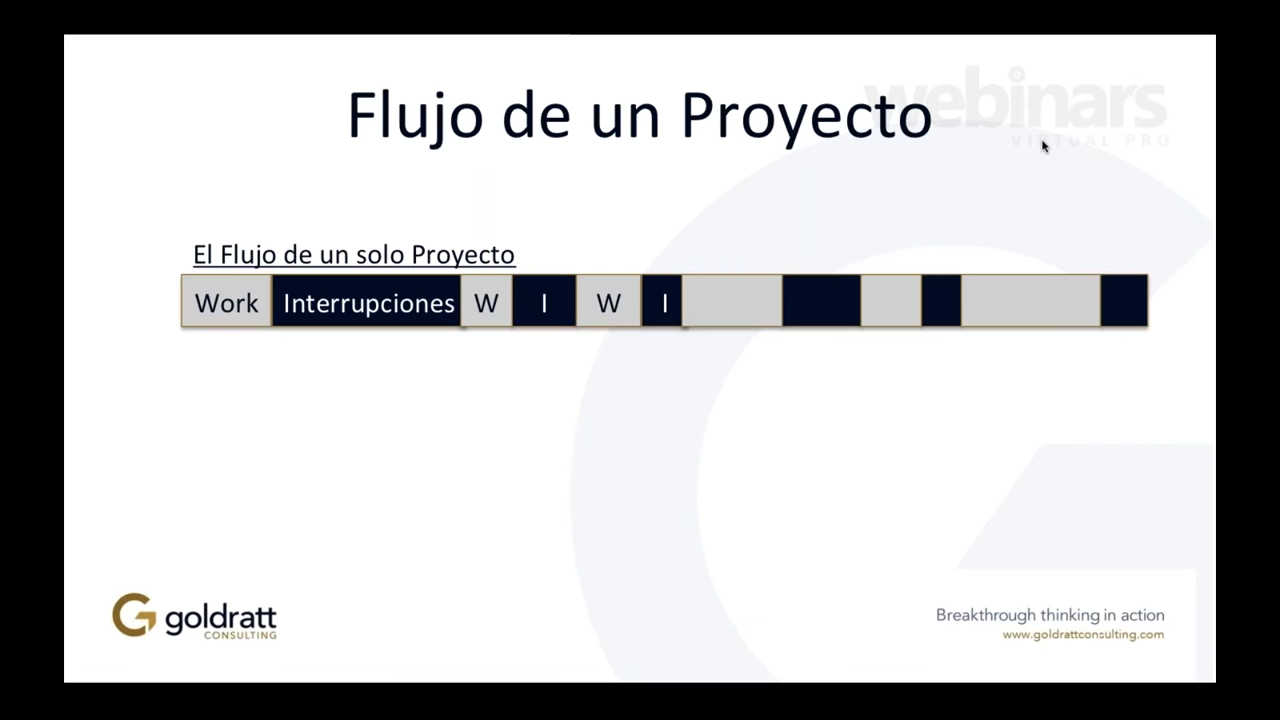 webinars
VIRTUAL PRO
Flujo de un Proyecto
El Flujo de un solo Proyecto
Work Interrupciones W I W I
goldratt
CONSULTING
Breakthrough thinking in action
www.goldrattconsulting.com